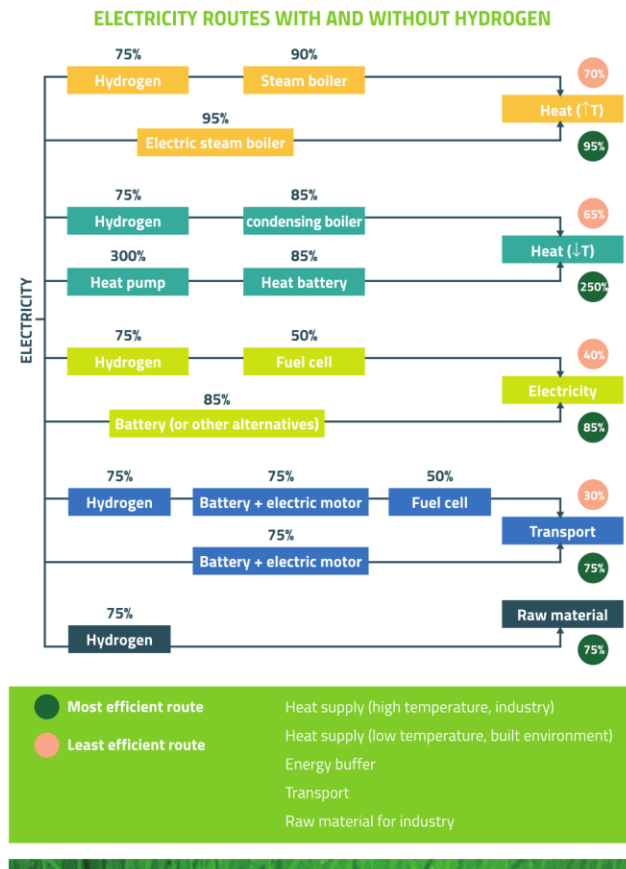 ELECTRICITY ROUTES WITH AND WITHOUT HYDROGEN
75% 90% 70%
Hydrogen Steam boiler
Heat (↑T)
95%
Electric steam boiler 95%
75% 85% 65%
Hydrogen condensing boiler
Heat (↓T)
300% 85%
Heat pump Heat battery 250%
ELECTRICITY
75% 50% 40%
Hydrogen Fuel cell
Electricity
85%
Battery (or other alternatives) 85%
75% 75% 50% 30%
Hydrogen Battery + electric motor Fuel cell
Transport
75%
Battery + electric motor 75%
Raw material
75%
Hydrogen 75%
Most efficient route
Least efficient route
Heat supply (high temperature, industry)
Heat supply (low temperature, built environment)
Energy buffer
Transport
Raw material for industry